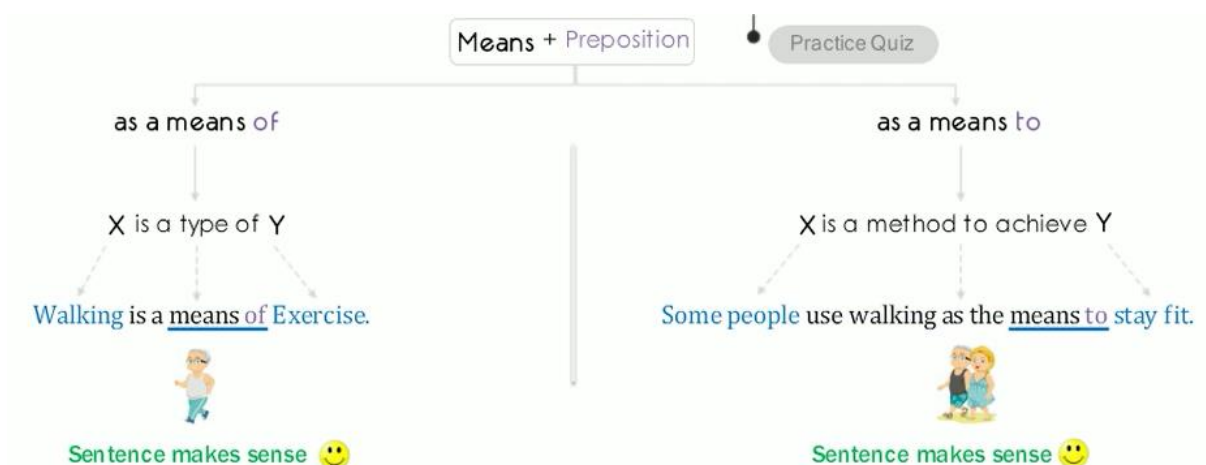 Means + Preposition
Practice Quiz
as a means of
as a means to
X is a type of Y
X is a method to achieve Y
Walking is a means of Exercise.
Some people use walking as the means to stay fit.
Sentence makes sense
Sentence makes sense